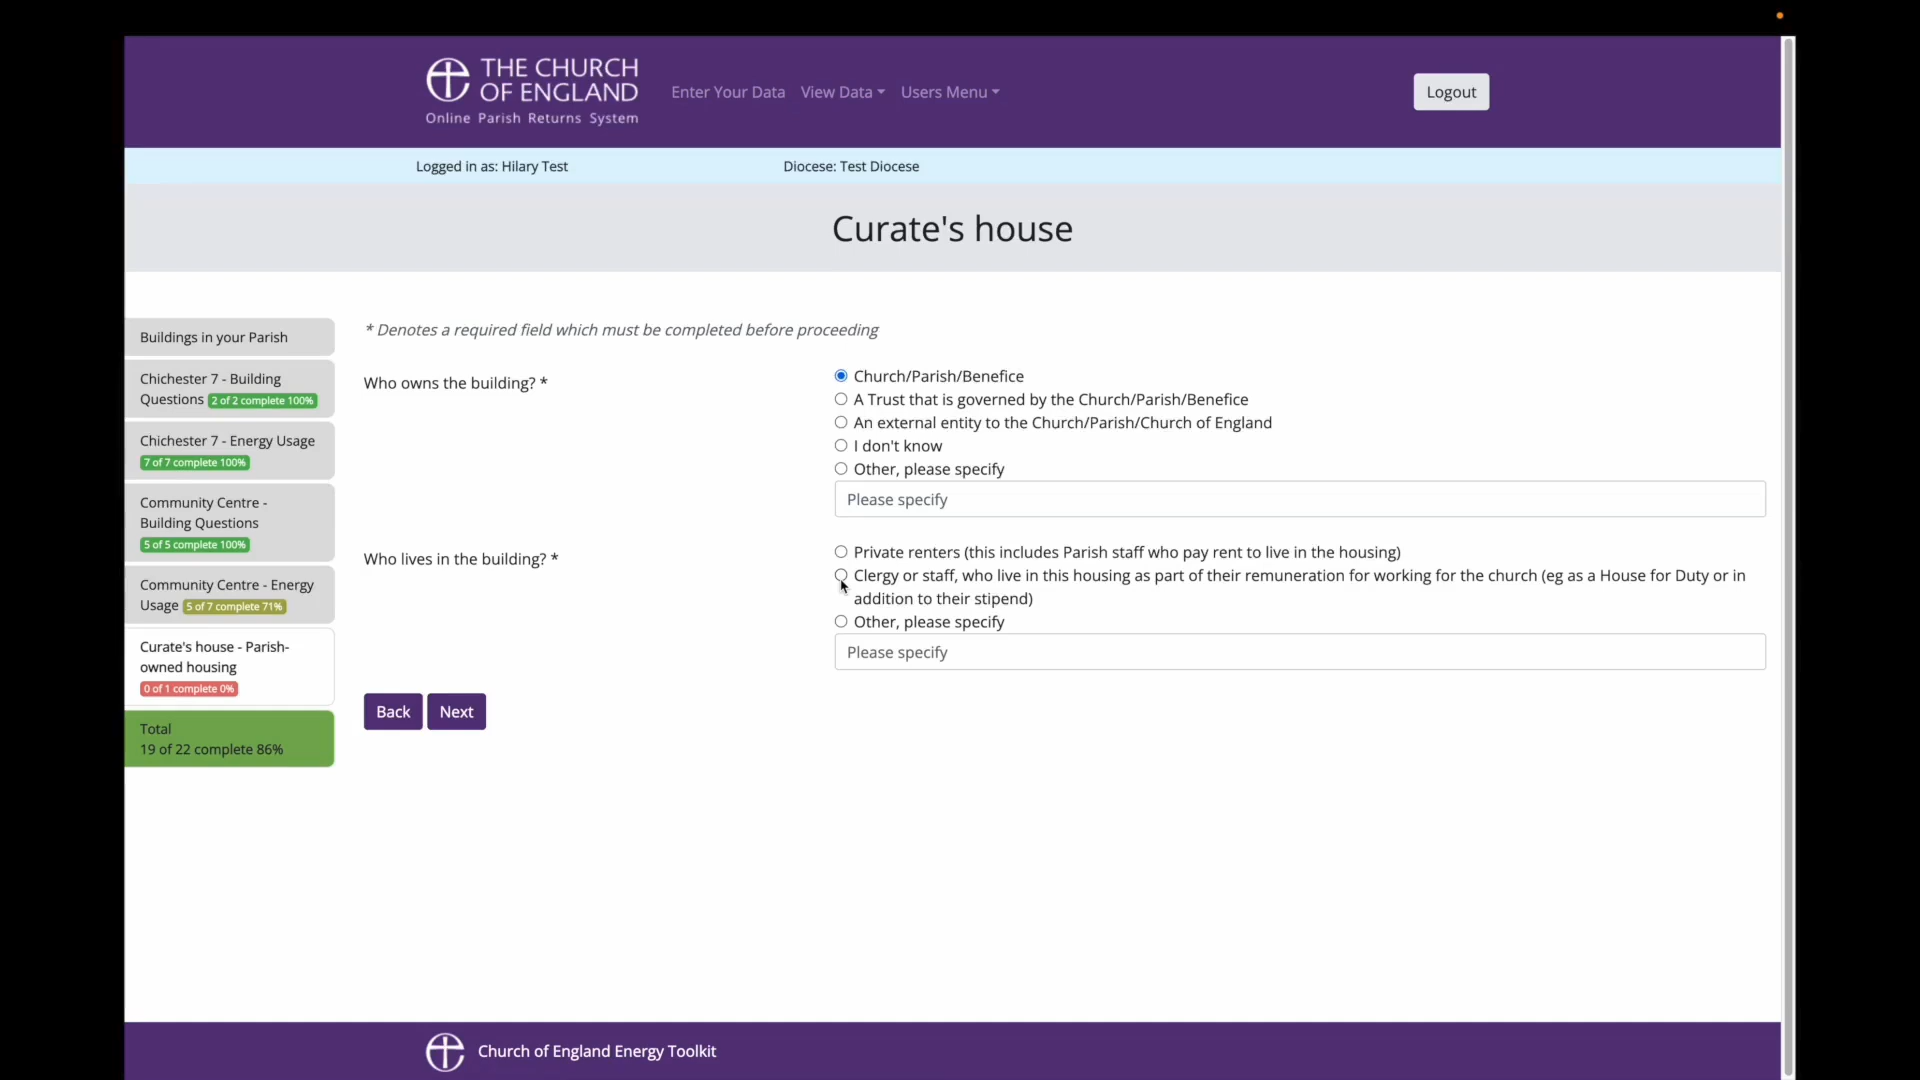 THE CHURCH
OF ENGLAND
Online Parish Returns System
Enter Your Data View Data Users Menu
Logout
Logged in as: Hilary Test Diocese: Test Diocese
Curate's house
Buildings in your Parish
Chichester 7 - Building
Questions 2 of 2 complete 100%
Chichester 7 - Energy Usage
7 of 7 complete 100%
Community Centre -
Building Questions
5 of 5 complete 100%
Community Centre - Energy
Usage 5 of 7 complete 71%
Curate's house - Parish-
owned housing
0 of 1 complete 0%
Total
19 of 22 complete 86%
* Denotes a required field which must be completed before proceeding
Who owns the building? *
Church/Parish/Benefice
A Trust that is governed by the Church/Parish/Benefice
An external entity to the Church/Parish/Church of England
I don't know
Other, please specify
Please specify
Who lives in the building? *
Private renters (this includes Parish staff who pay rent to live in the housing)
Clergy or staff, who live in this housing as part of their remuneration for working for the church (eg as a House for Duty or in
addition to their stipend)
Other, please specify
Please specify
Back Next
Church of England Energy Toolkit